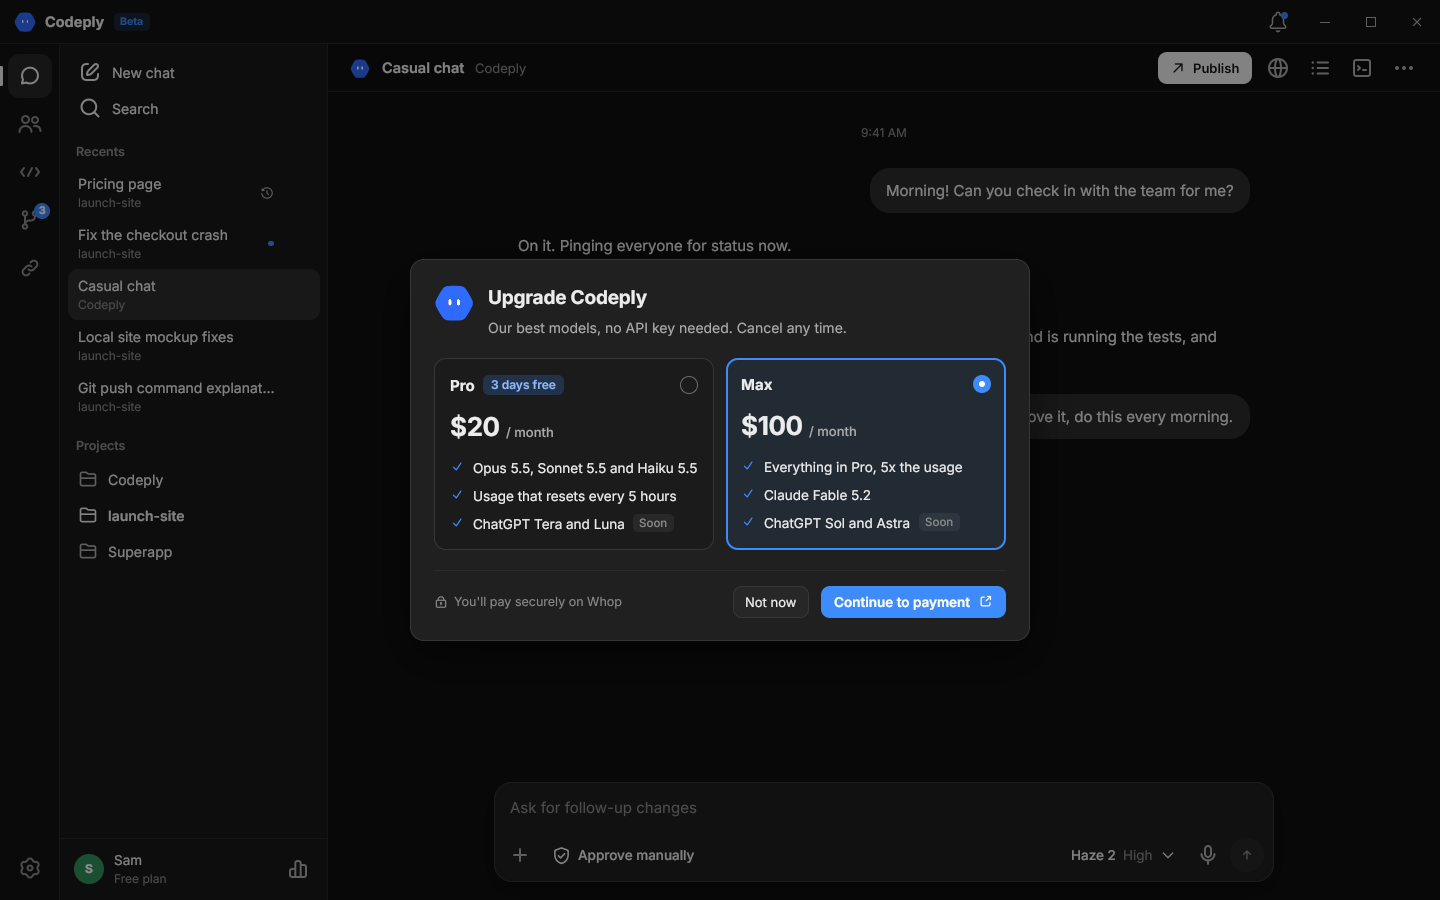 Codeply Beta
New chat
Search
Recents
Pricing page
launch-site
Fix the checkout crash
launch-site
Casual chat
Codeply
Local site mockup fixes
launch-site
Git push command explanat...
launch-site
Projects
Codeply
launch-site
Superapp
3
S
Sam
Free plan
Casual chat Codeply
Publish
9:41 AM
Morning! Can you check in with the team for me?
On it. Pinging everyone for status now.
is running the tests, and
it, do this every morning.
Upgrade Codeply
Our best models, no API key needed. Cancel any time.
Pro 3 days free
$20 / month
Opus 5.5, Sonnet 5.5 and Haiku 5.5
Usage that resets every 5 hours
ChatGPT Tera and Luna Soon
Max
$100 / month
Everything in Pro, 5x the usage
Claude Fable 5.2
ChatGPT Sol and Astra Soon
You'll pay securely on Whop
Not now
Continue to payment
Ask for follow-up changes
Approve manually
Haze 2 High